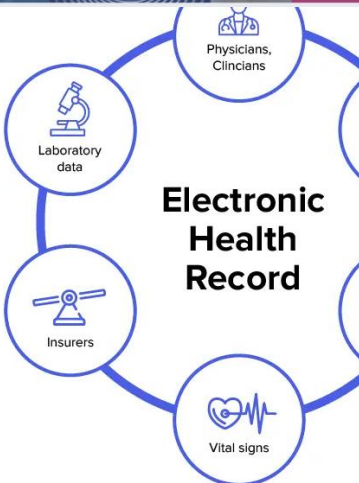 Physicians,
Clincians
Laboratory
data
Electronic
Health
Record
Insurers
Vital signs